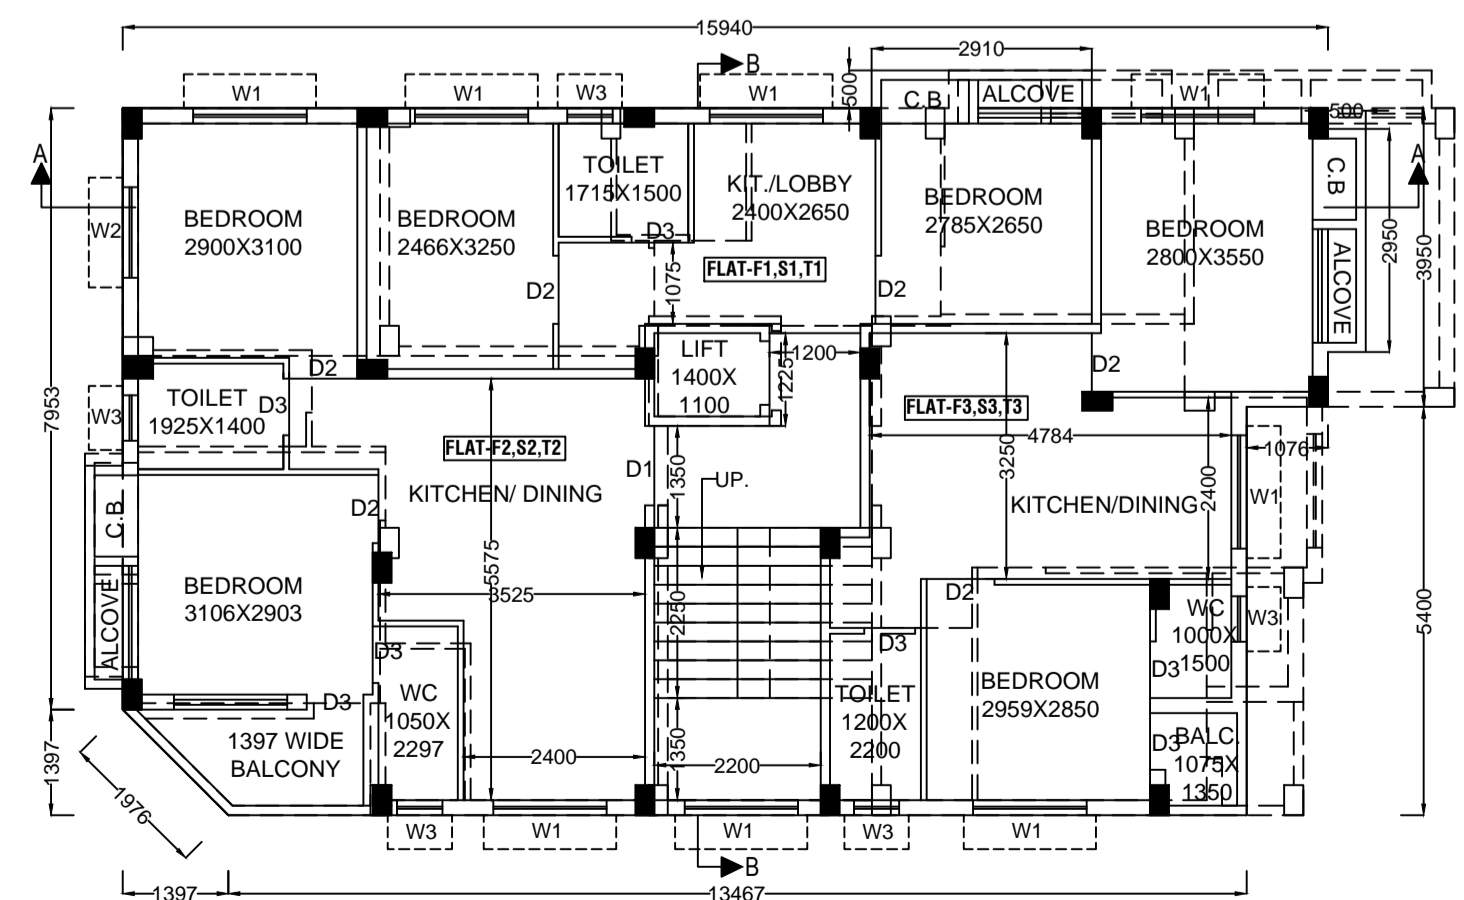 15940
B
2910
500
W1
W1
W3
W1
C.B
ALCOVE
W1
500
A
A
TOILET
1715X1500
KIT./LOBBY
2400X2650
BEDROOM
2785X2650
C.B
BEDROOM
2900X3100
BEDROOM
2466X3250
BEDROOM
2800X3550
W2
D3
2950
3950
ALCOVE
FLAT-F1,S1,T1
1075
D2
D2
LIFT
1400X
1100
1200
1225
D2
D2
TOILET
1925X1400
D3
W3
7953
FLAT-F3,S3,T3
4784
3250
1076
FLAT-F2,S2,T2
D1
1350
UP.
KITCHEN/ DINING
KITCHEN/DINING
2400
W1
C.B
D2
5575
BEDROOM
3106X2903
3525
2250
D2
WC
1000X
1500
W3
5400
ALCOVE
D3
D3
D3
BEDROOM
2959X2850
WC
1050X
2297
TOILET
1200X
2200
D3
1397 WIDE
BALCONY
D3
BALC.
1075X
1350
1397
2400
1350
2200
1976
W3
W1
W1
W3
W1
B
1397
13467